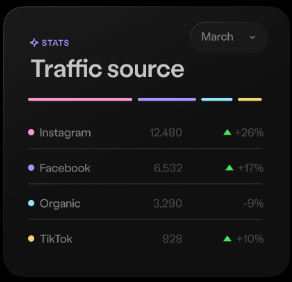 March
STATS
Traffic source
Instagram 12,480 +26%
Facebook 6,532 +17%
Organic 3,290 -9%
TikTok 928 +10%